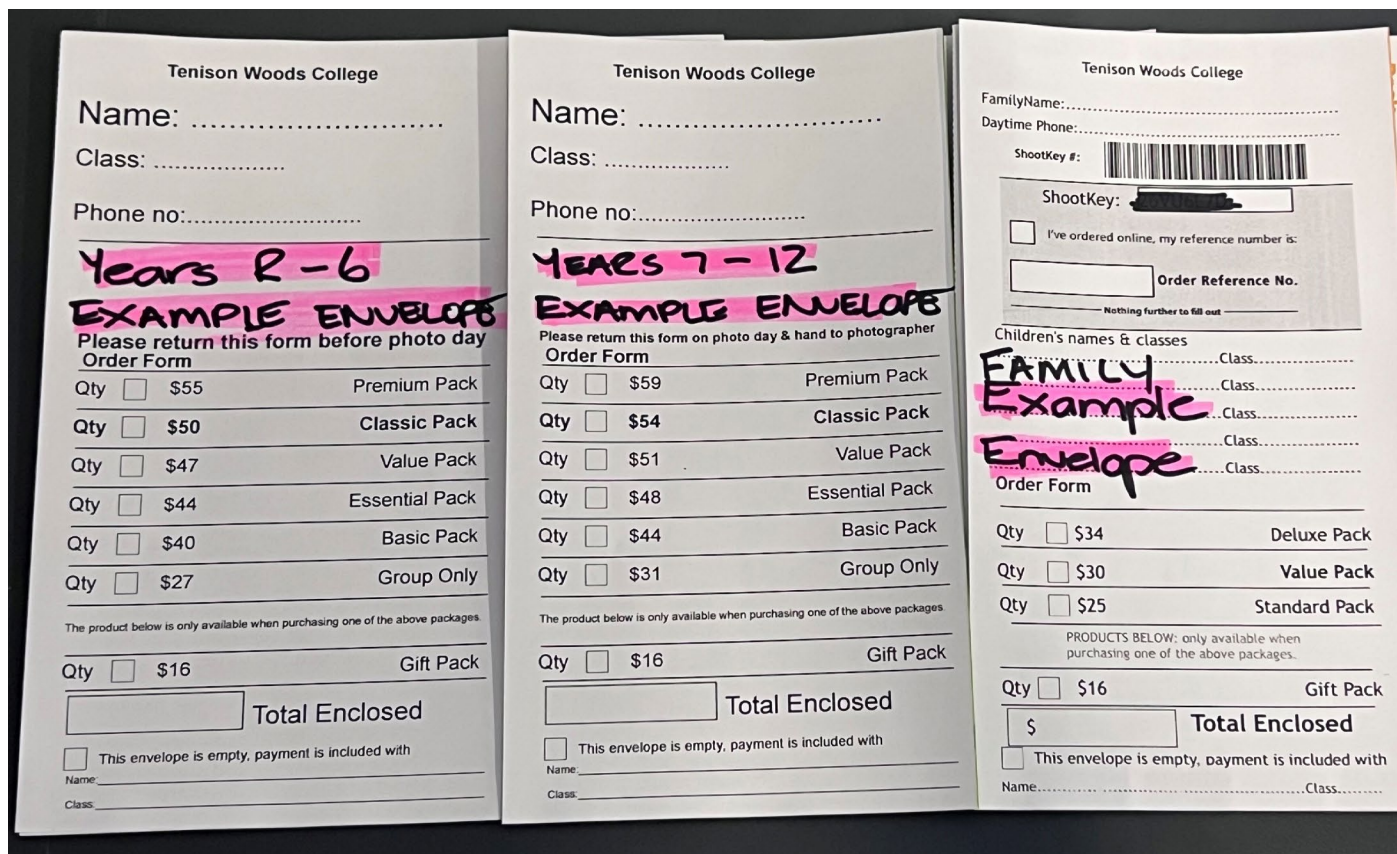 Tenison Woods College
Name: ..............................
Class: ....................
Phone no:..........................
Years R-6
EXAMPLE ENVELOPE
Please return this form before photo day
Order Form
Qty $55 Premium Pack
Qty $50 Classic Pack
Qty $47 Value Pack
Qty $44 Essential Pack
Qty $40 Basic Pack
Qty $27 Group Only
The product below is only available when purchasing one of the above packages.
Qty $16 Gift Pack
Total Enclosed
This envelope is empty, payment is included with
Name:
Class:
Tenison Woods College
Name: ..............................
Class: ....................
Phone no:..........................
YEARS 7-12
EXAMPLE ENVELOPE
Please return this form on photo day & hand to photographer
Order Form
Qty $59 Premium Pack
Qty $54 Classic Pack
Qty $51 Value Pack
Qty $48 Essential Pack
Qty $44 Basic Pack
Qty $31 Group Only
The product below is only available when purchasing one of the above packages.
Qty $16 Gift Pack
Total Enclosed
This envelope is empty, payment is included with
Name:
Class:
Tenison Woods College
FamilyName:..............................
Daytime Phone:..............................
ShootKey #:
ShootKey:
I've ordered online, my reference number is:
Order Reference No.
Nothing further to fill out
Children's names & classes
..............................Class....................
FAMILY
..............................Class....................
Example
..............................Class....................
..............................Class....................
Envelope
..............................Class....................
Order Form
Qty $34 Deluxe Pack
Qty $30 Value Pack
Qty $25 Standard Pack
PRODUCTS BELOW: only available when
purchasing one of the above packages.
Qty $16 Gift Pack
$ Total Enclosed
This envelope is empty, payment is included with
Name..............................Class.........